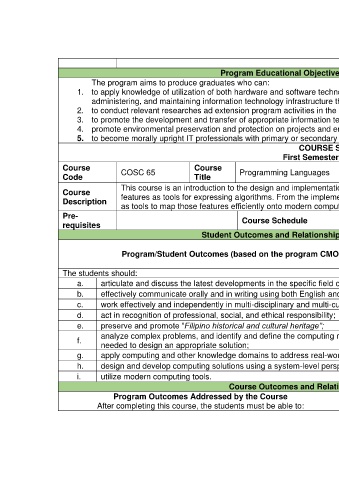 Program Educational Objective
The program aims to produce graduates who can:
1. to apply knowledge of utilization of both hardware and software techn
administering, and maintaining information technology infrastructure th
2. to conduct relevant researches ad extension program activities in the
3. to promote the development and transfer of appropriate information te
4. promote environmental preservation and protection on projects and en
5. to become morally upright IT professionals with primary or secondary
COURSE S
First Semester
Course Code COSC 65 Course Title Programming Languages
Course Description This course is an introduction to the design and implementatio
features as tools for expressing algorithms. From the impleme
as tools to map those features efficiently onto modern comput
Pre-requisites Course Schedule
Student Outcomes and Relationship
Program/Student Outcomes (based on the program CMO
The students should:
a. articulate and discuss the latest developments in the specific field o
b. effectively communicate orally and in writing using both English and
c. work effectively and independently in multi-disciplinary and multi-cu
d. act in recognition of professional, social, and ethical responsibility;
e. preserve and promote "Filipino historical and cultural heritage";
f. analyze complex problems, and identify and define the computing r
needed to design an appropriate solution;
g. apply computing and other knowledge domains to address real-wor
h. design and develop computing solutions using a system-level persp
i. utilize modern computing tools.
Course Outcomes and Relati
Program Outcomes Addressed by the Course
After completing this course, the students must be able to: